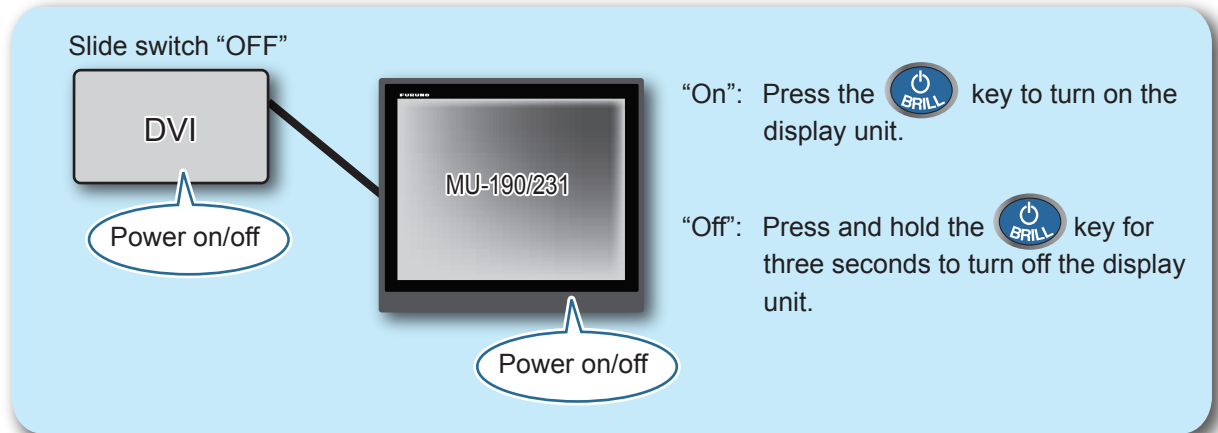 Slide switch “OFF”
DVI
Power on/off
FURUNO
MU-190/231
Power on/off
“On”: Press the BRILL key to turn on the
display unit.
“Off”: Press and hold the BRILL key for
three seconds to turn off the display
unit.